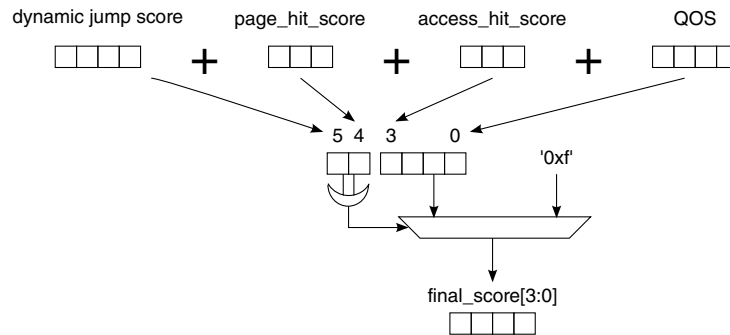 dynamic jump score
page_hit_score
access_hit_score
QOS
+ + +
5 4 3 0
'0xf'
final_score[3:0]